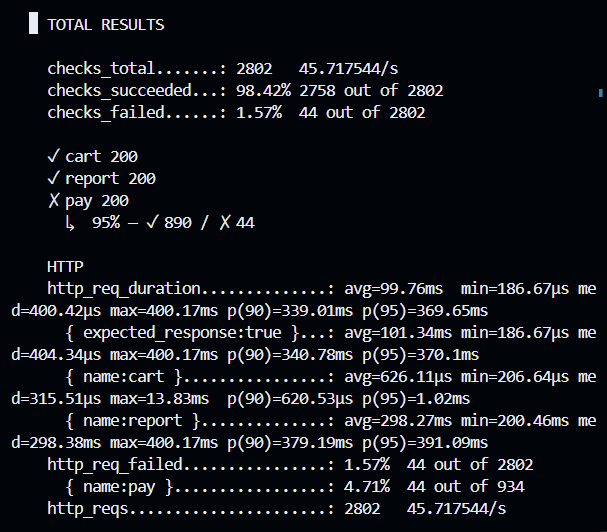 TOTAL RESULTS
checks_total.......: 2802   45.717544/s
checks_succeeded...: 98.42% 2758 out of 2802
checks_failed......: 1.57%  44 out of 2802
✓ cart 200
✓ report 200
✗ pay 200
↳  95% — ✓ 890 / ✗ 44
HTTP
http_req_duration..............: avg=99.76ms  min=186.67µs me
d=400.42µs max=400.17ms p(90)=339.01ms p(95)=369.65ms
{ expected_response:true }...: avg=101.34ms min=186.67µs me
d=404.34µs max=400.17ms p(90)=340.78ms p(95)=370.1ms
{ name:cart }................: avg=626.11µs min=206.64µs me
d=315.51µs max=13.83ms  p(90)=620.53µs p(95)=1.02ms
{ name:report }..............: avg=298.27ms min=200.46ms me
d=298.38ms max=400.17ms p(90)=379.19ms p(95)=391.09ms
http_req_failed................: 1.57%  44 out of 2802
{ name:pay }.................: 4.71%  44 out of 934
http_reqs......................: 2802   45.717544/s